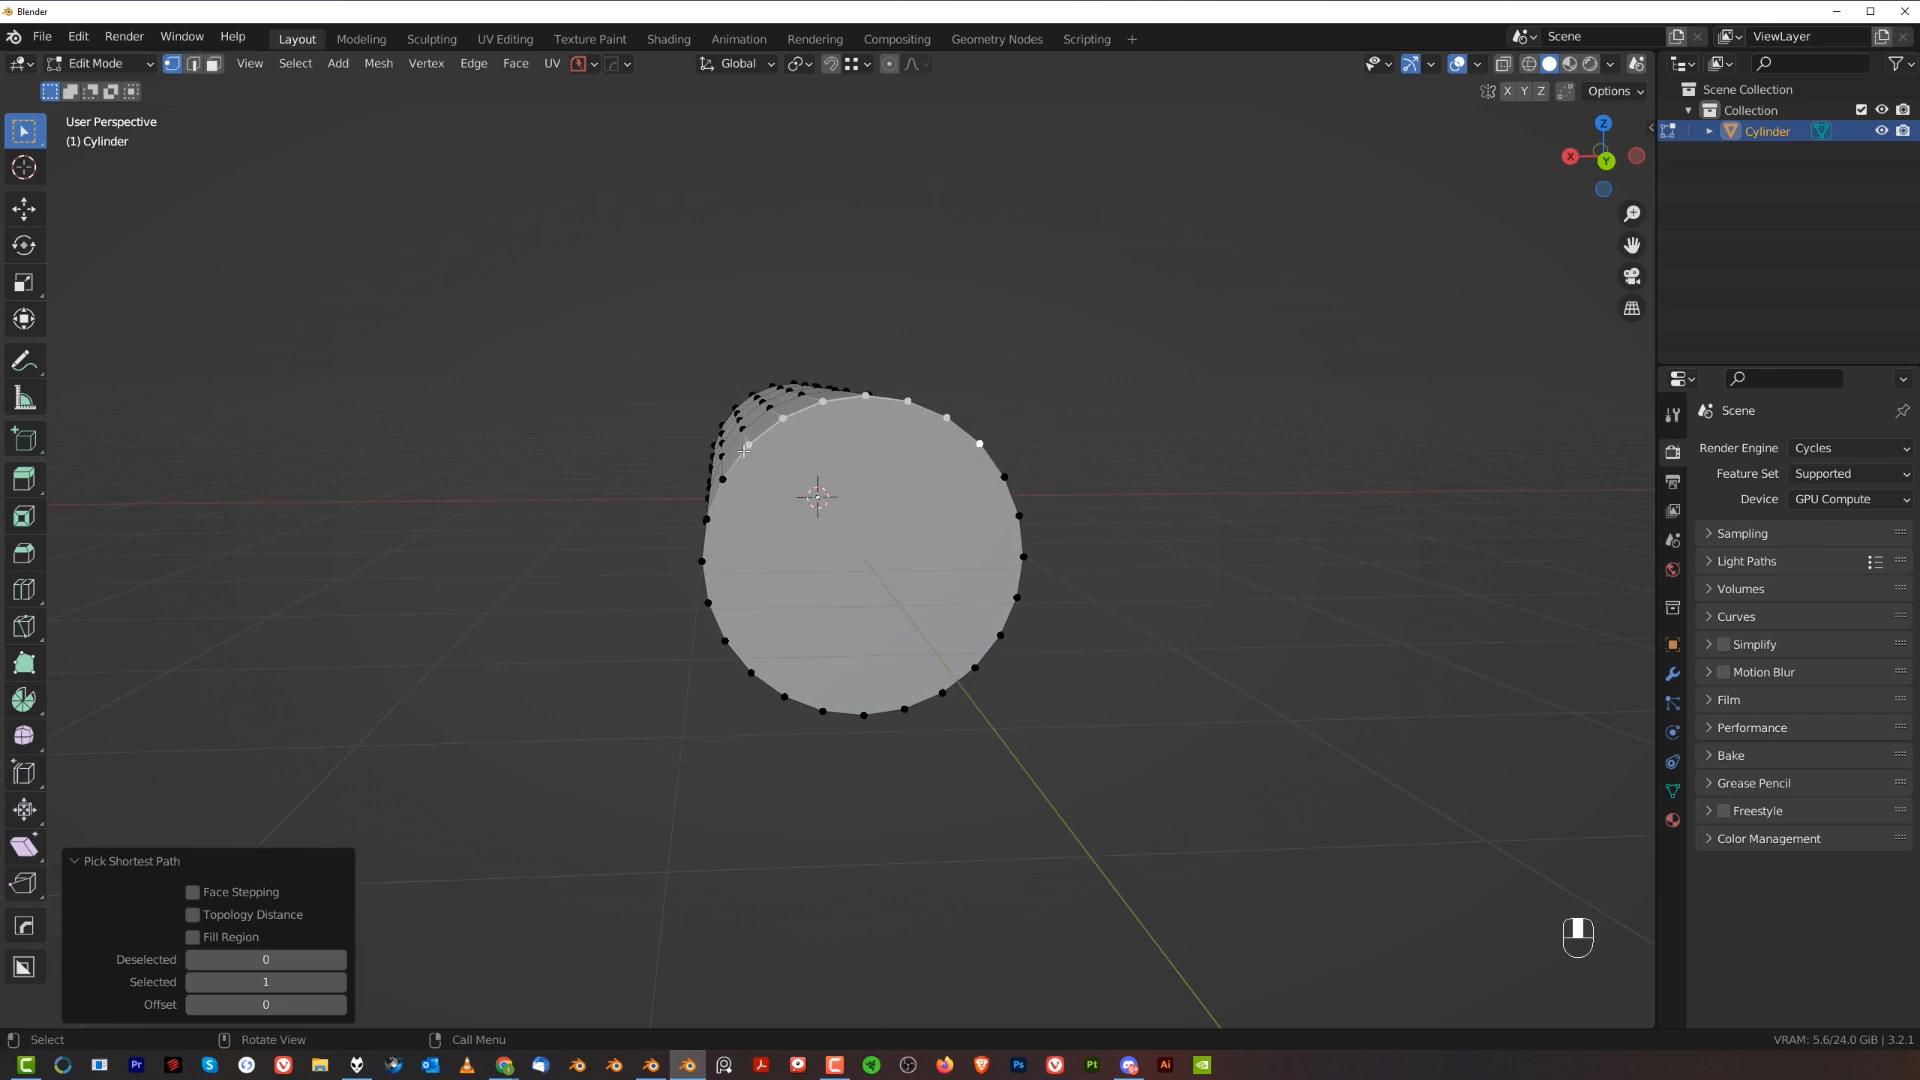 Blender
File Edit Render Window Help Layout Modeling Sculpting UV Editing Texture Paint Shading Animation Rendering Compositing Geometry Nodes Scripting + Scene ViewLayer
Edit Mode View Select Add Mesh Vertex Edge Face UV Global
X Y Z Options
User Perspective
(1) Cylinder
Z
X
Y
Scene Collection
Collection
Cylinder
Scene
Render Engine Cycles
Feature Set Supported
Device GPU Compute
Sampling
Light Paths
Volumes
Curves
Simplify
Motion Blur
Film
Performance
Bake
Grease Pencil
Freestyle
Color Management
Pick Shortest Path
Face Stepping
Topology Distance
Fill Region
Deselected 0
Selected 1
Offset 0
Select Rotate View Call Menu VRAM: 5.6/24.0 GiB | 3.2.1
Pr S Ps Pt Ai